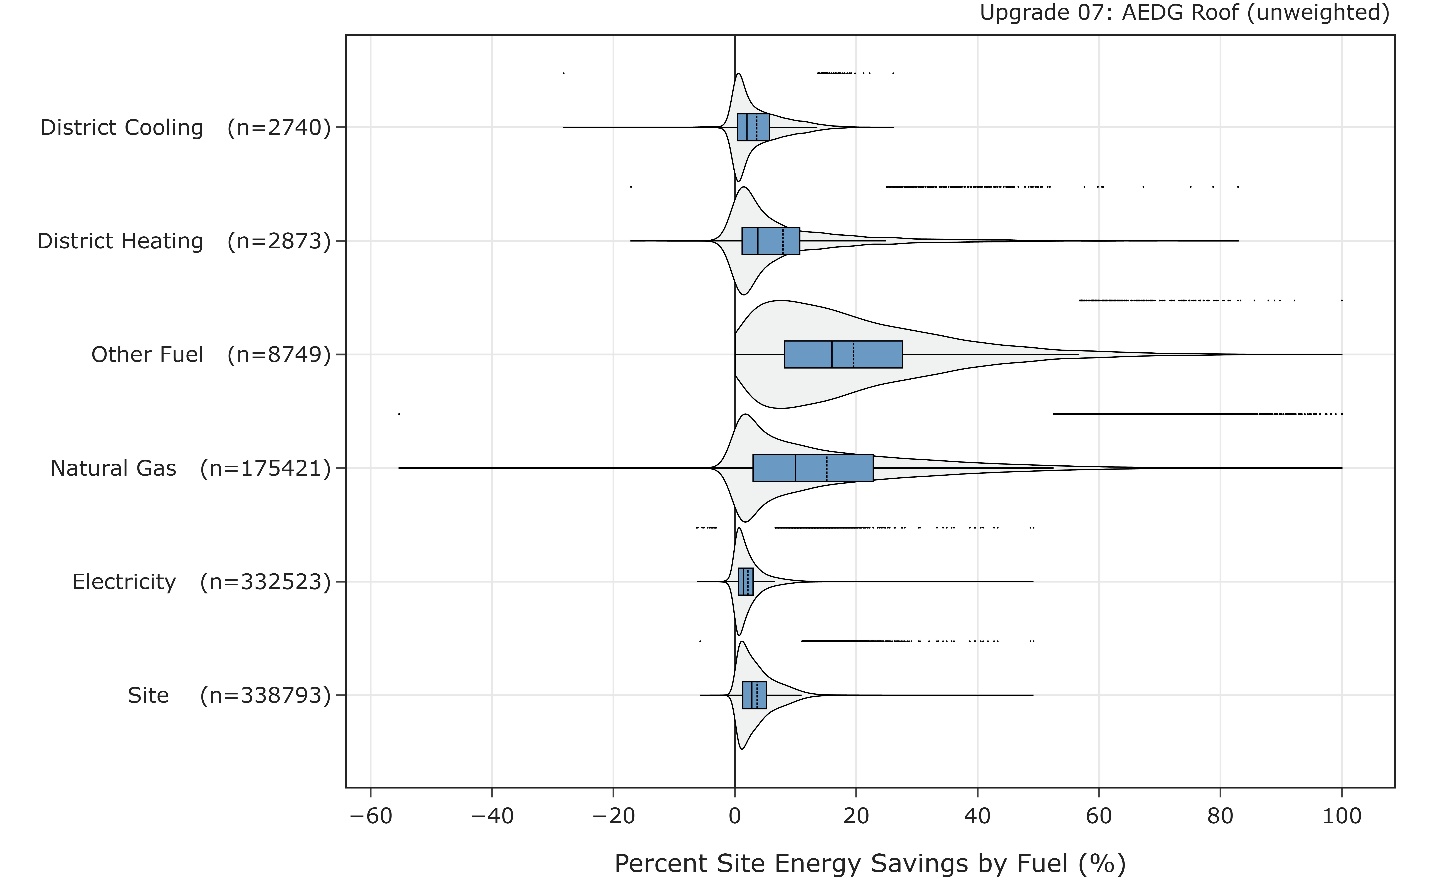 Upgrade 07: AEDG Roof (unweighted)
District Cooling (n=2740)
District Heating (n=2873)
Other Fuel (n=8749)
Natural Gas (n=175421)
Electricity (n=332523)
Site (n=338793)
−60 −40 −20 0 20 40 60 80 100
Percent Site Energy Savings by Fuel (%)